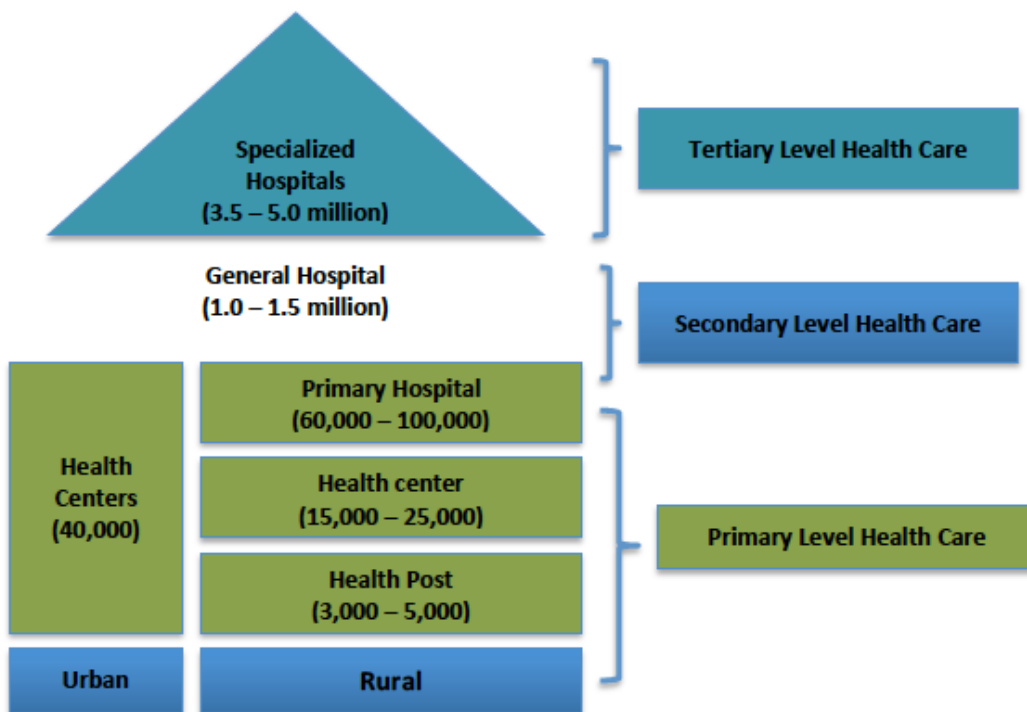 Specialized
Hospitals
(3.5 – 5.0 million)
Tertiary Level Health Care
General Hospital
(1.0 – 1.5 million)
Secondary Level Health Care
Health
Centers
(40,000)
Primary Hospital
(60,000 – 100,000)
Health center
(15,000 – 25,000)
Health Post
(3,000 – 5,000)
Primary Level Health Care
Urban
Rural